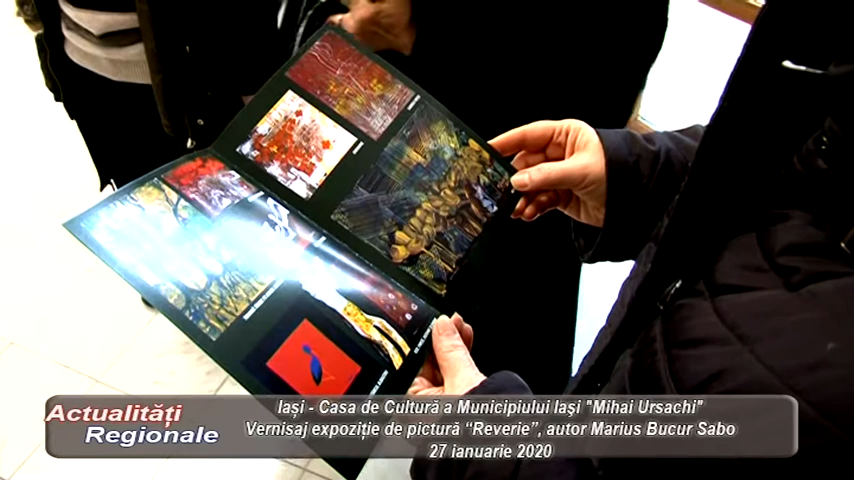 Actualități
Regionale
Iași - Casa de Cultură a Municipiului Iaşi "Mihai Ursachi"
Vernisaj expoziție de pictură “Reverie”, autor Marius Bucur Sabo
27 ianuarie 2020